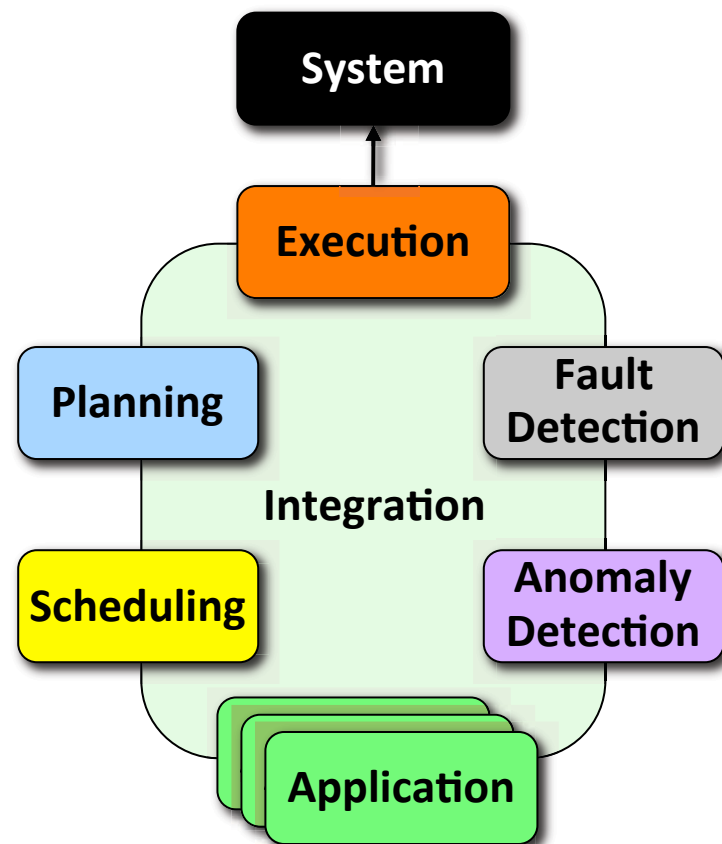 System
Execution
Planning
Fault
Detection
Integration
Scheduling
Anomaly
Detection
Application